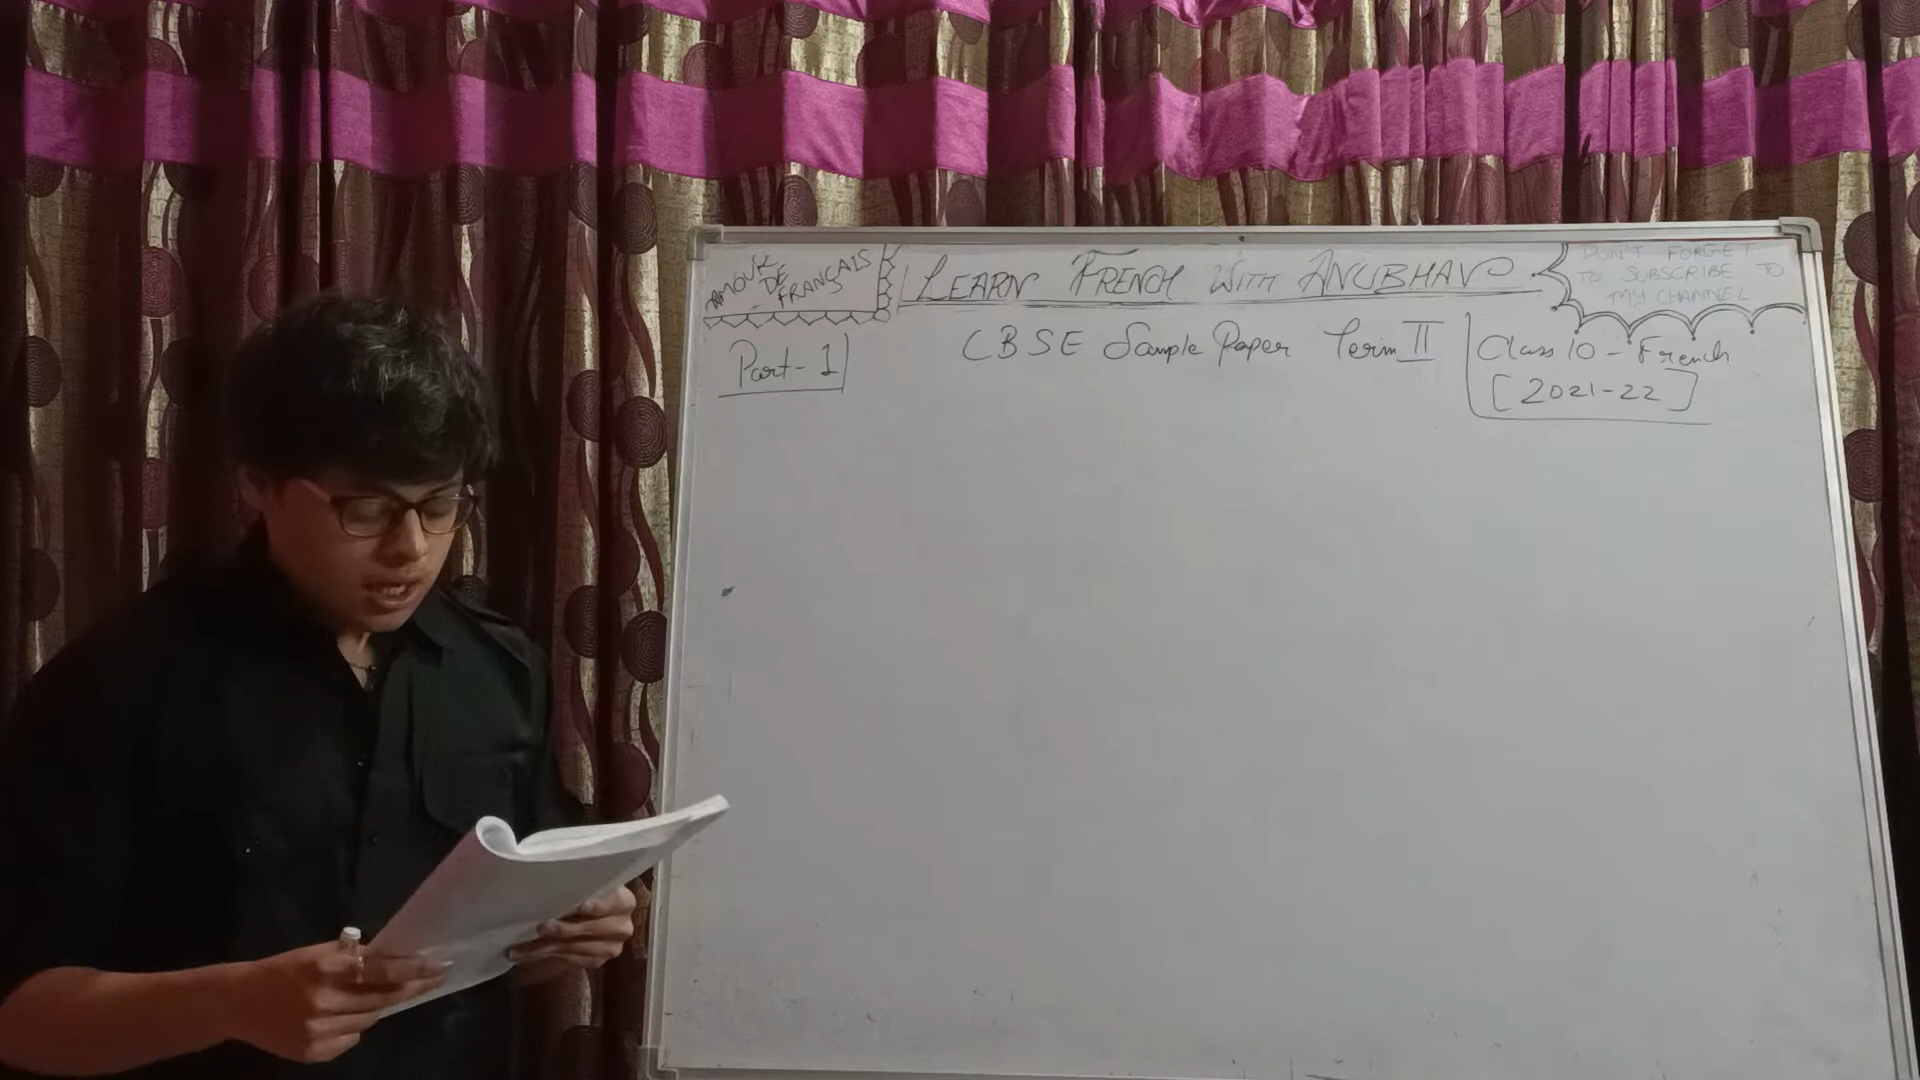 AMOUR
DE
FRANÇAIS
LEARN FRENCH WITH ANUBHAV
DON'T FORGET
TO SUBSCRIBE TO
MY CHANNEL
Part-1
CBSE Sample Paper Term II
Class 10 - French
[2021-22]